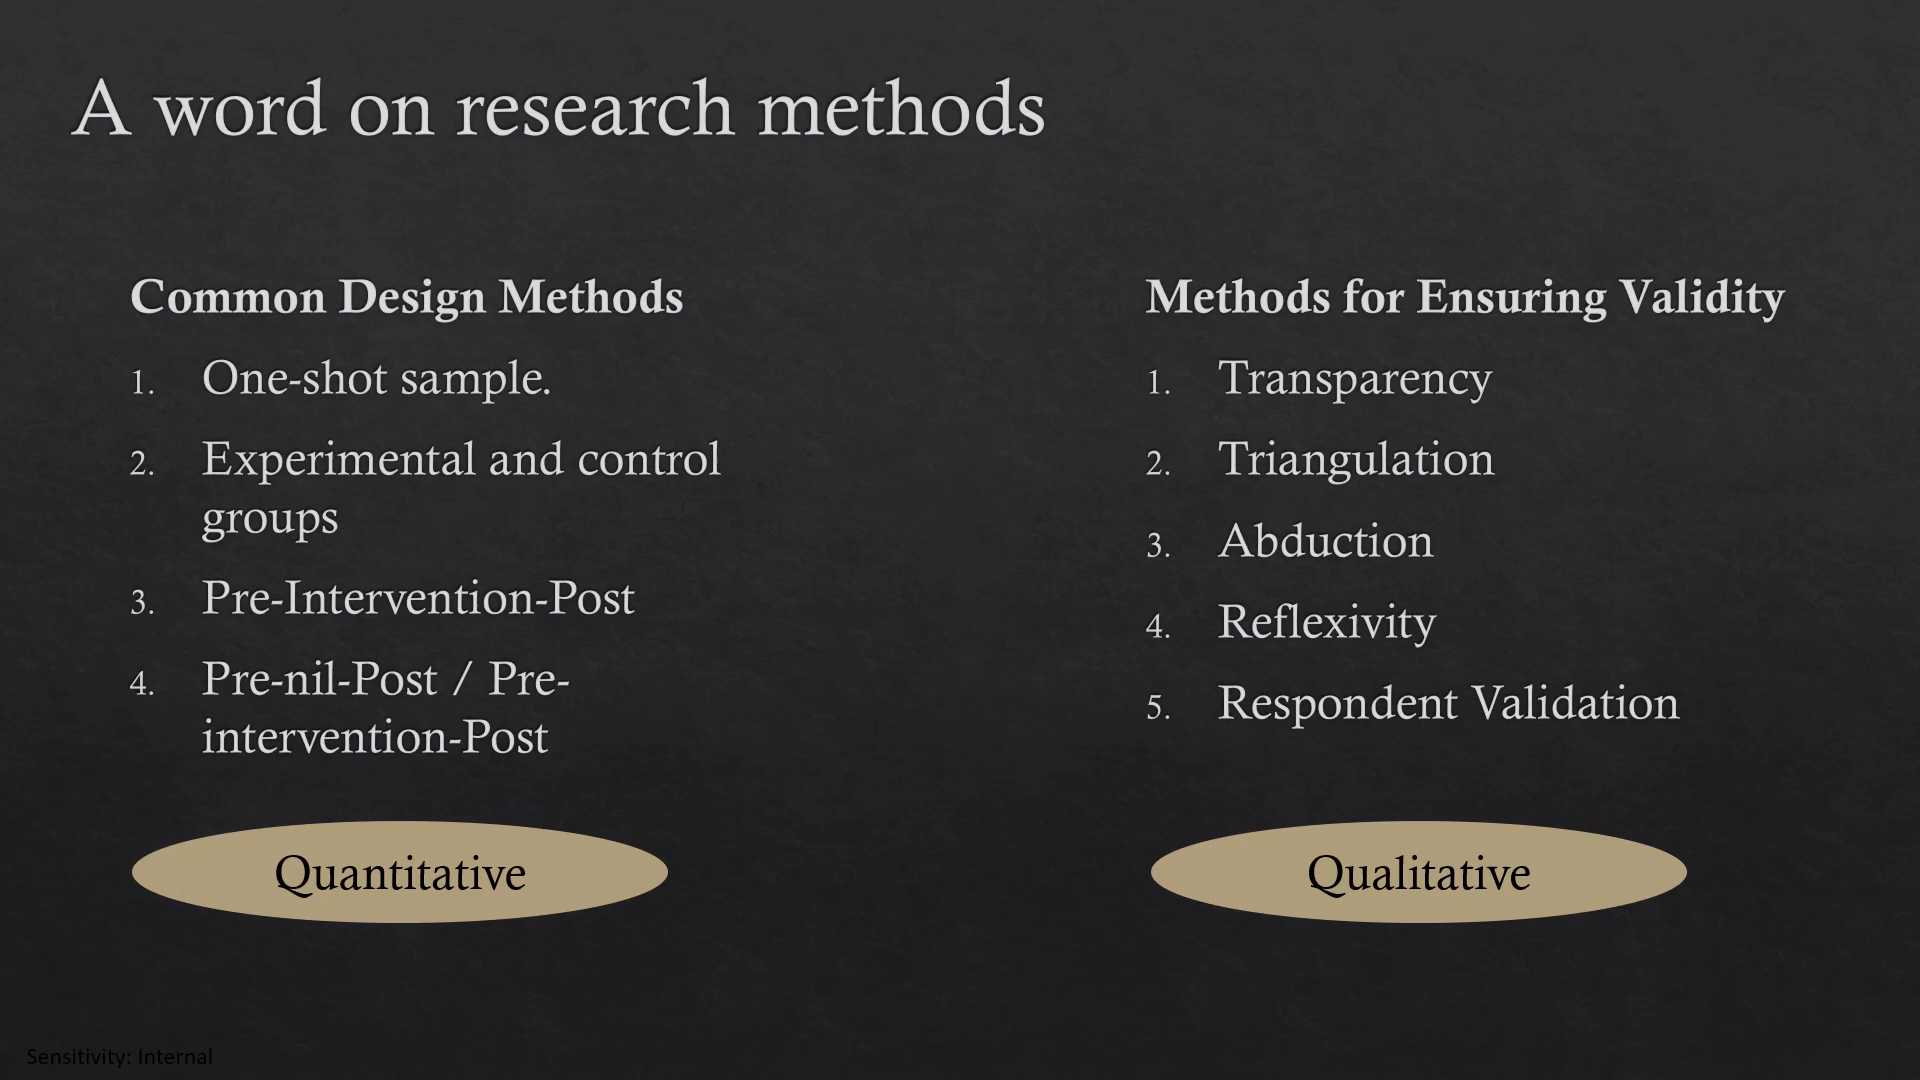 A word on research methods
Common Design Methods
1. One-shot sample.
2. Experimental and control
groups
3. Pre-Intervention-Post
4. Pre-nil-Post / Pre-
intervention-Post
Quantitative
Methods for Ensuring Validity
1. Transparency
2. Triangulation
3. Abduction
4. Reflexivity
5. Respondent Validation
Qualitative
Sensitivity: Internal